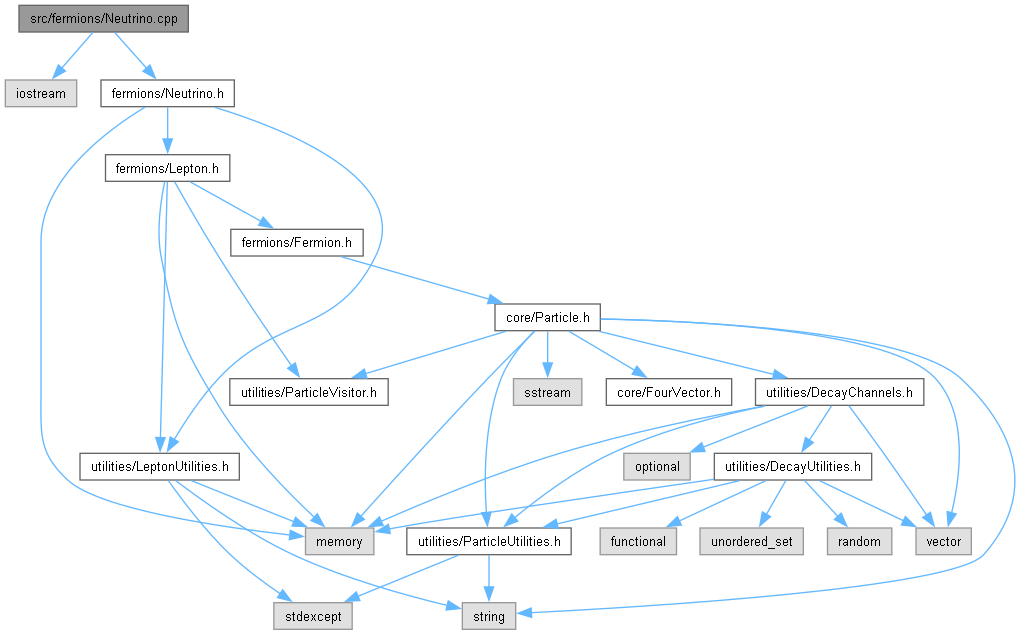 src/fermions/Neutrino.cpp
iostream
fermions/Neutrino.h
fermions/Lepton.h
fermions/Fermion.h
core/Particle.h
utilities/ParticleVisitor.h
sstream
core/FourVector.h
utilities/DecayChannels.h
utilities/LeptonUtilities.h
optional
utilities/DecayUtilities.h
memory
utilities/ParticleUtilities.h
functional
unordered_set
random
vector
stdexcept
string